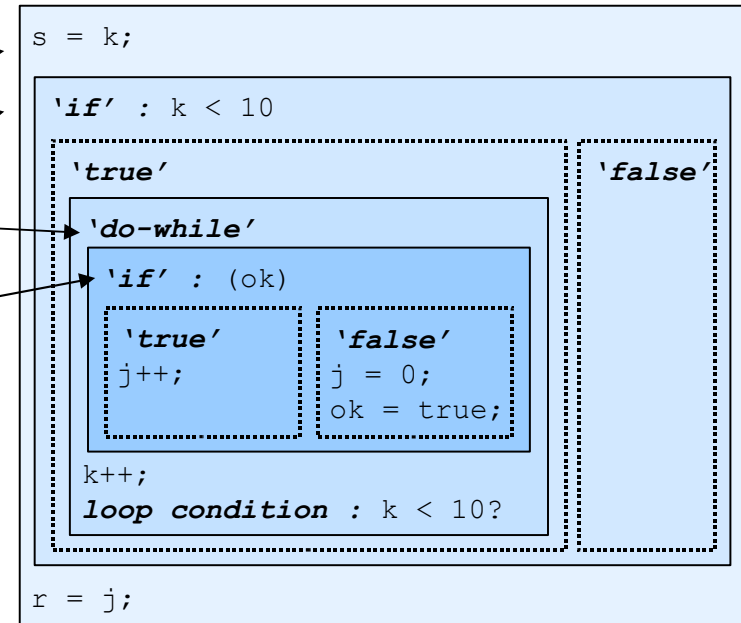 s = k;
‘if’ : k < 10
‘true’ ‘false’
‘do-while’
‘if’ : (ok)
‘true’ ‘false’
j++; j = 0;
ok = true;
k++;
loop condition : k < 10?
r = j;